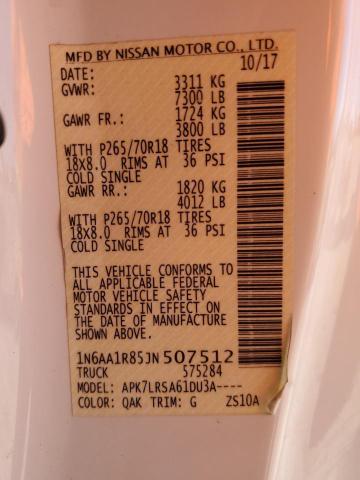 MFD BY NISSAN MOTOR CO., LTD.
DATE: 10/17
GVWR: 3311 KG
7300 LB
GAWR FR.: 1724 KG
3800 LB
WITH P265/70R18 TIRES
18X8.0 RIMS AT 36 PSI
COLD SINGLE
GAWR RR.: 1820 KG
4012 LB
WITH P265/70R18 TIRES
18X8.0 RIMS AT 36 PSI
COLD SINGLE
THIS VEHICLE CONFORMS TO
ALL APPLICABLE FEDERAL
MOTOR VEHICLE SAFETY
STANDARDS IN EFFECT ON
THE DATE OF MANUFACTURE
SHOWN ABOVE.
1N6AA1R85JN507512
TRUCK 575284
MODEL: APK7LRSA61DU3A----
COLOR: QAK TRIM: G ZS10A